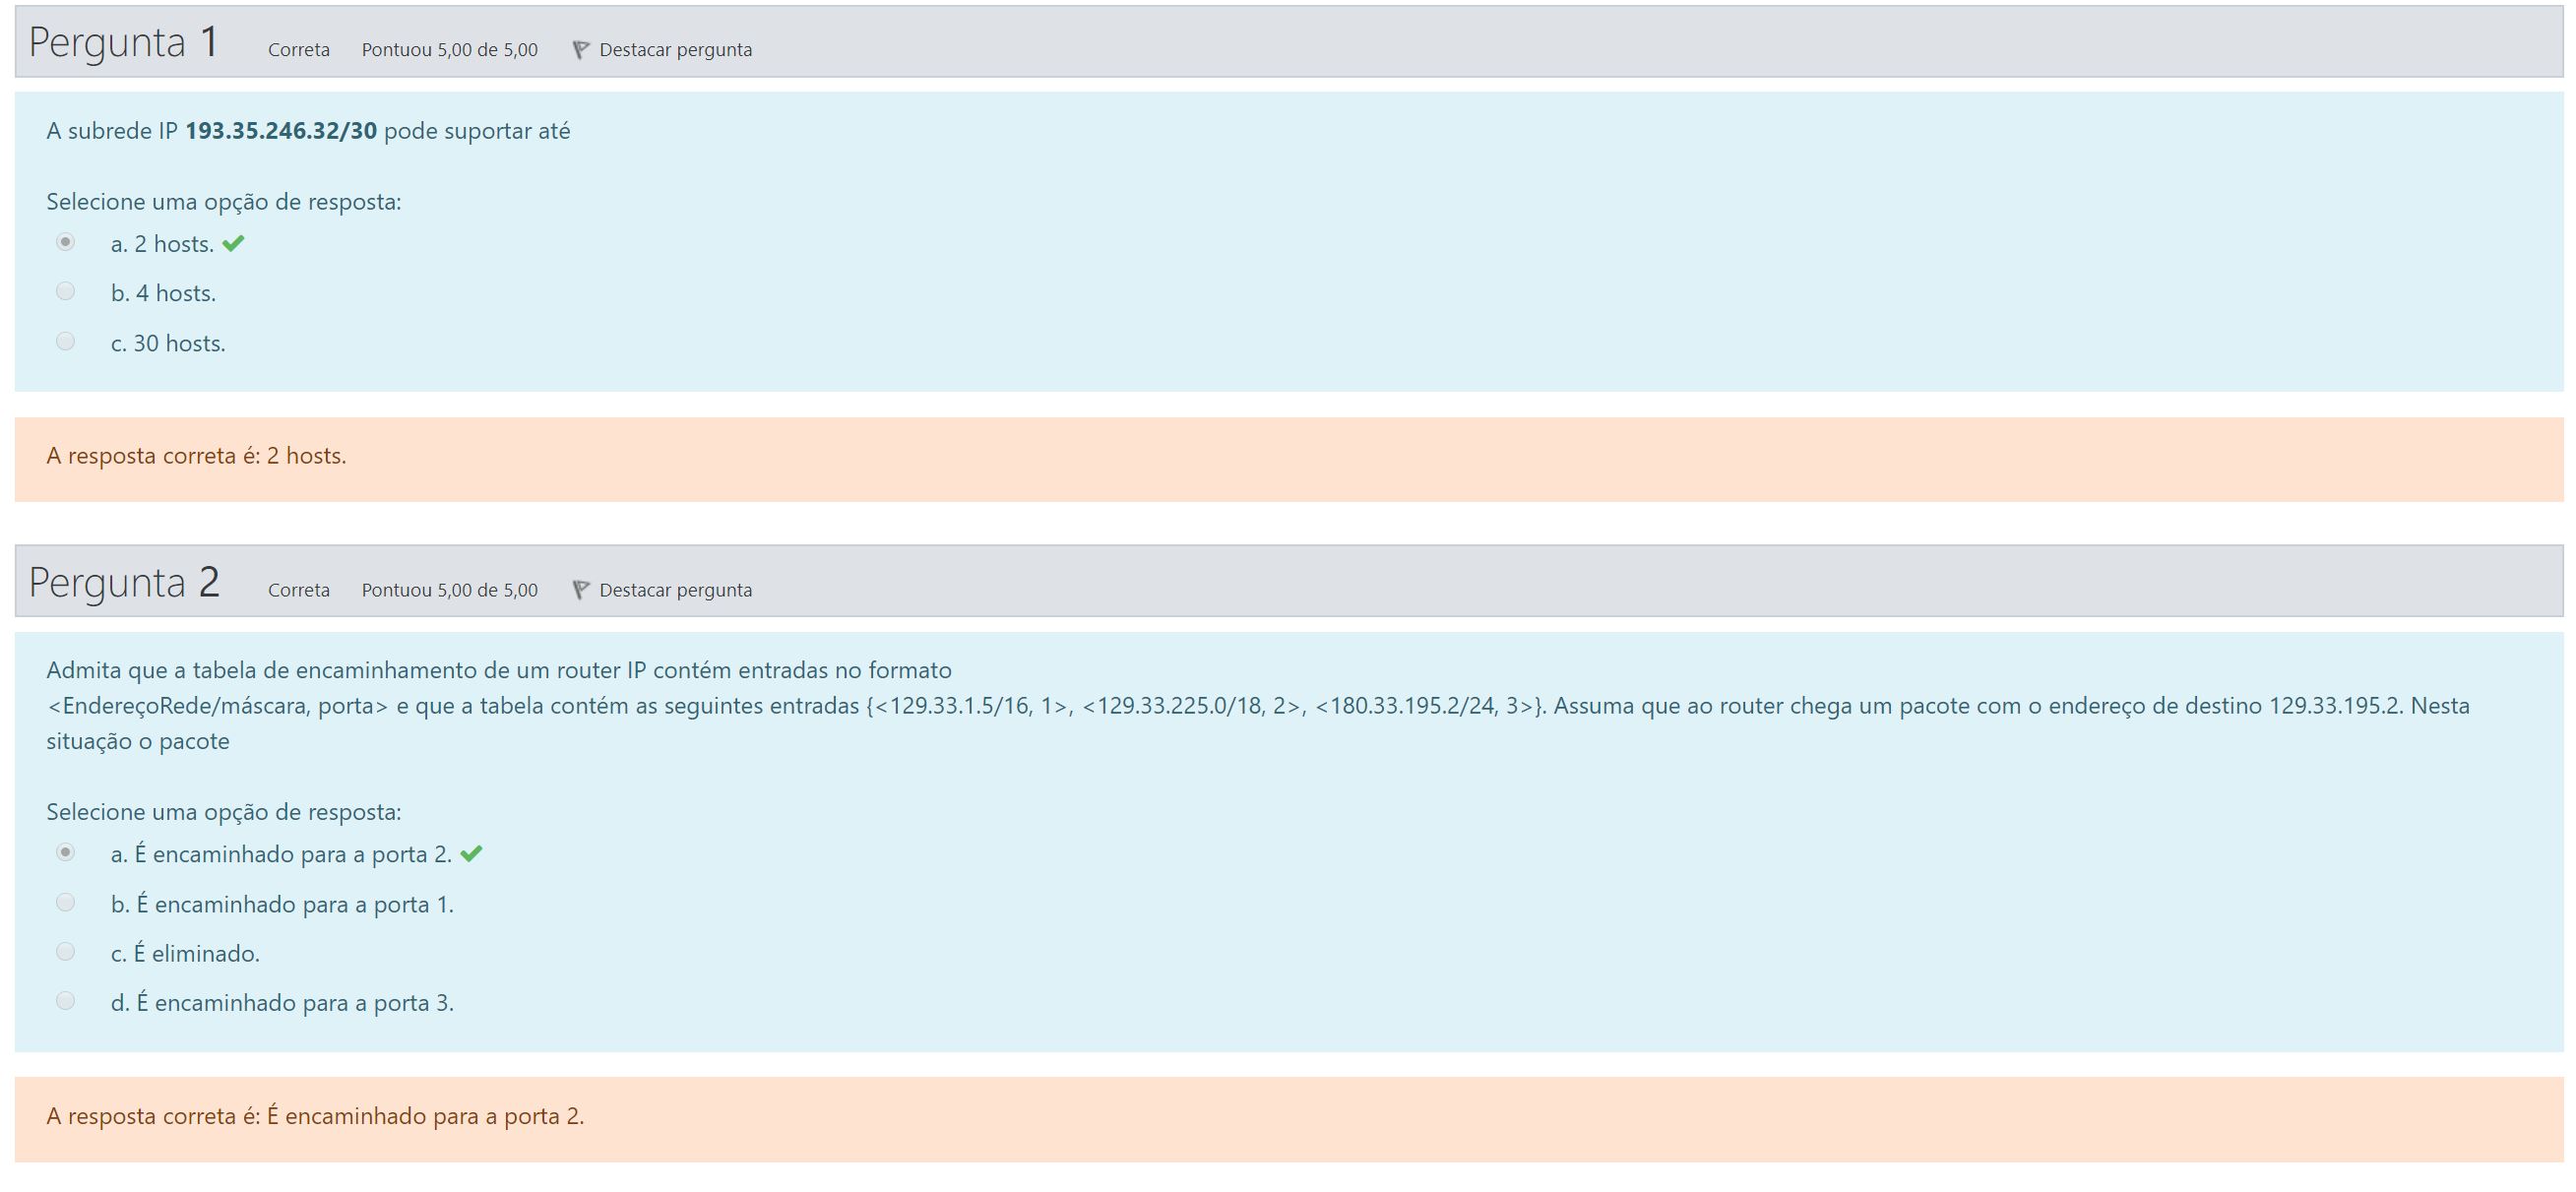 Pergunta 1 Correta Pontuou 5,00 de 5,00 Destacar pergunta
A subrede IP 193.35.246.32/30 pode suportar até
Selecione uma opção de resposta:
a. 2 hosts.
b. 4 hosts.
c. 30 hosts.
A resposta correta é: 2 hosts.
Pergunta 2 Correta Pontuou 5,00 de 5,00 Destacar pergunta
Admita que a tabela de encaminhamento de um router IP contém entradas no formato
<EndereçoRede/máscara, porta> e que a tabela contém as seguintes entradas {<129.33.1.5/16, 1>, <129.33.225.0/18, 2>, <180.33.195.2/24, 3>}. Assuma que ao router chega um pacote com o endereço de destino 129.33.195.2. Nesta
situação o pacote
Selecione uma opção de resposta:
a. É encaminhado para a porta 2.
b. É encaminhado para a porta 1.
c. É eliminado.
d. É encaminhado para a porta 3.
A resposta correta é: É encaminhado para a porta 2.